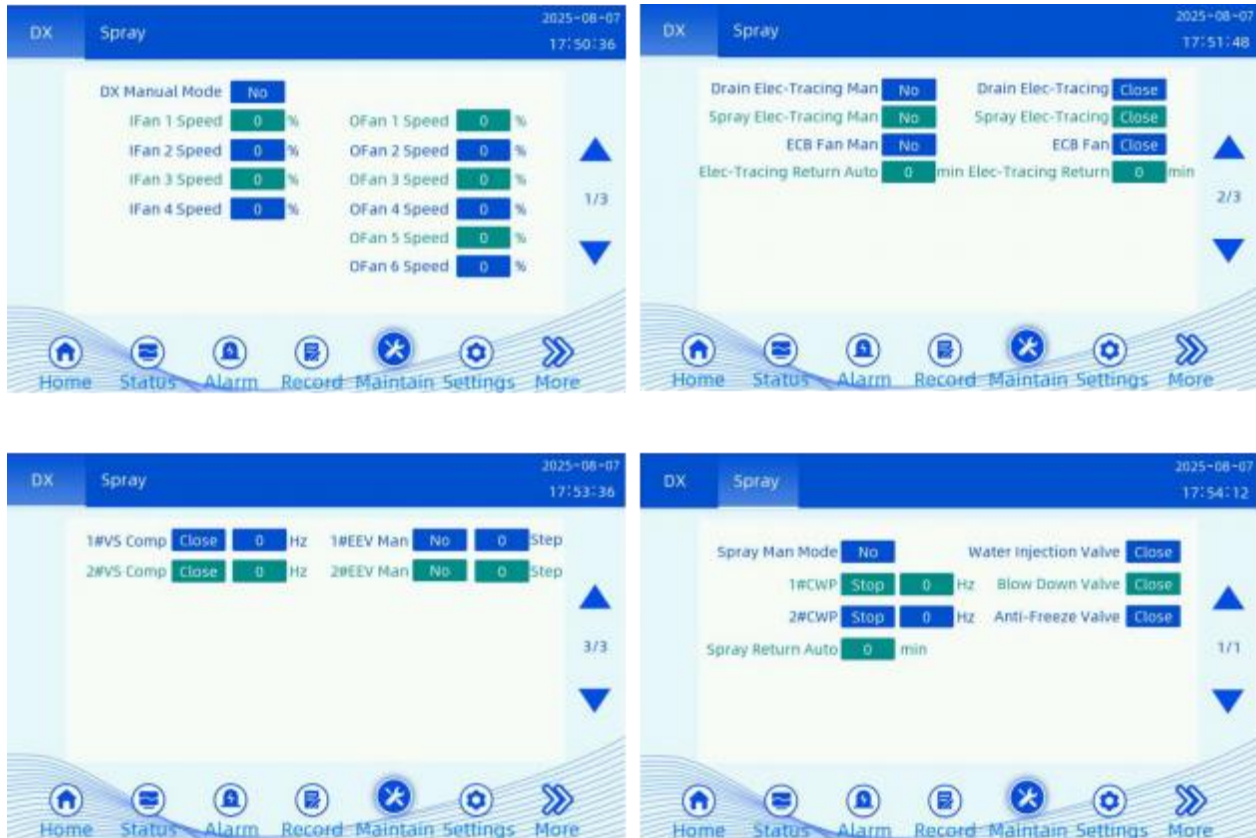 DX Spray 2025-08-07
17:50:36
DX Manual Mode No
IFan 1 Speed 0 % OFan 1 Speed 0 %
IFan 2 Speed 0 % OFan 2 Speed 0 %
IFan 3 Speed 0 % OFan 3 Speed 0 %
IFan 4 Speed 0 % OFan 4 Speed 0 %
OFan 5 Speed 0 %
OFan 6 Speed 0 %
1/3
Home Status Alarm Record Maintain Settings More
DX Spray 2025-08-07
17:51:48
Drain Elec-Tracing Man No Drain Elec-Tracing Close
Spray Elec-Tracing Man No Spray Elec-Tracing Close
ECB Fan Man No ECB Fan Close
Elec-Tracing Return Auto 0 min Elec-Tracing Return 0 min
2/3
Home Status Alarm Record Maintain Settings More
DX Spray 2025-08-07
17:53:36
1#VS Comp Close 0 Hz 1#EEV Man No 0 Step
2#VS Comp Close 0 Hz 2#EEV Man No 0 Step
3/3
Home Status Alarm Record Maintain Settings More
DX Spray 2025-08-07
17:54:12
Spray Man Mode No Water Injection Valve Close
1#CWP Stop 0 Hz Blow Down Valve Close
2#CWP Stop 0 Hz Anti-Freeze Valve Close
Spray Return Auto 0 min
1/1
Home Status Alarm Record Maintain Settings More